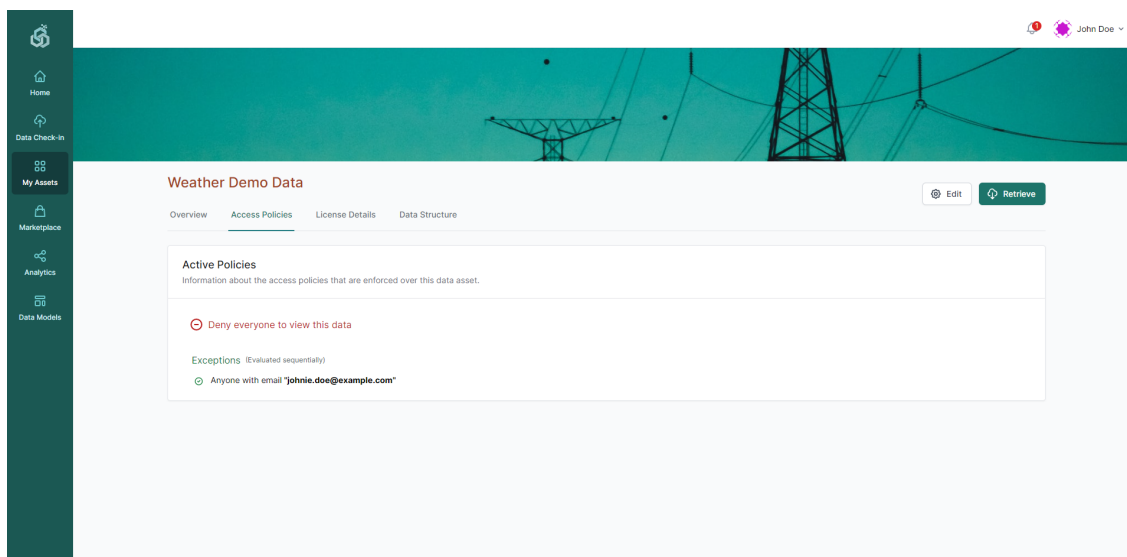 1
John Doe
Home
Data Check-in
My Assets
Marketplace
Analytics
Data Models
Weather Demo Data
Edit
Retrieve
Overview Access Policies License Details Data Structure
Active Policies
Information about the access policies that are enforced over this data asset.
Deny everyone to view this data
Exceptions (Evaluated sequentially)
Anyone with email "johnie.doe@example.com"